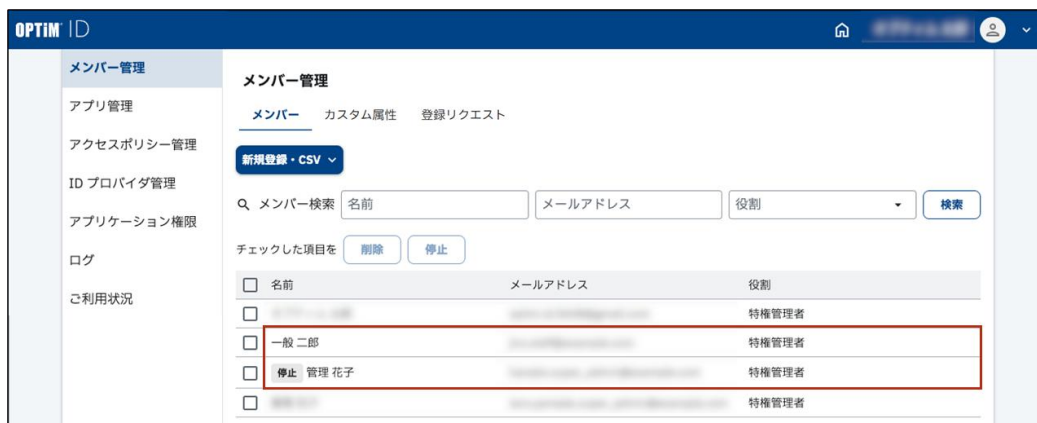 OPTiM ID
メンバー管理
アプリ管理
アクセスポリシー管理
ID プロバイダ管理
アプリケーション権限
ログ
ご利用状況
メンバー管理
メンバー カスタム属性 登録リクエスト
新規登録・CSV
メンバー検索 名前 メールアドレス 役割 検索
チェックした項目を 削除 停止
名前 メールアドレス 役割
特権管理者
一般 二郎 特権管理者
停止 管理 花子 特権管理者
特権管理者